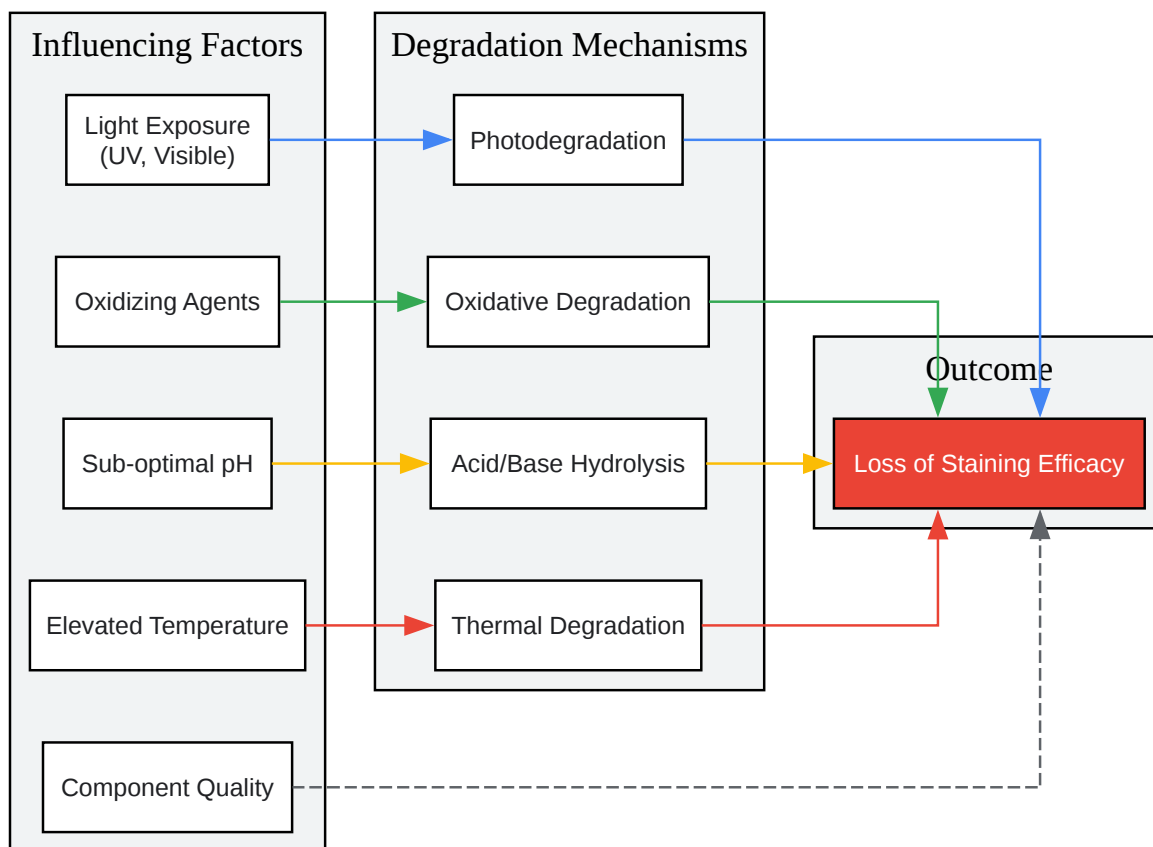 Influencing Factors
Degradation Mechanisms
Light Exposure
(UV, Visible)
Photodegradation
Oxidizing Agents
Oxidative Degradation
Outcome
Sub-optimal pH
Acid/Base Hydrolysis
Loss of Staining Efficacy
Elevated Temperature
Thermal Degradation
Component Quality